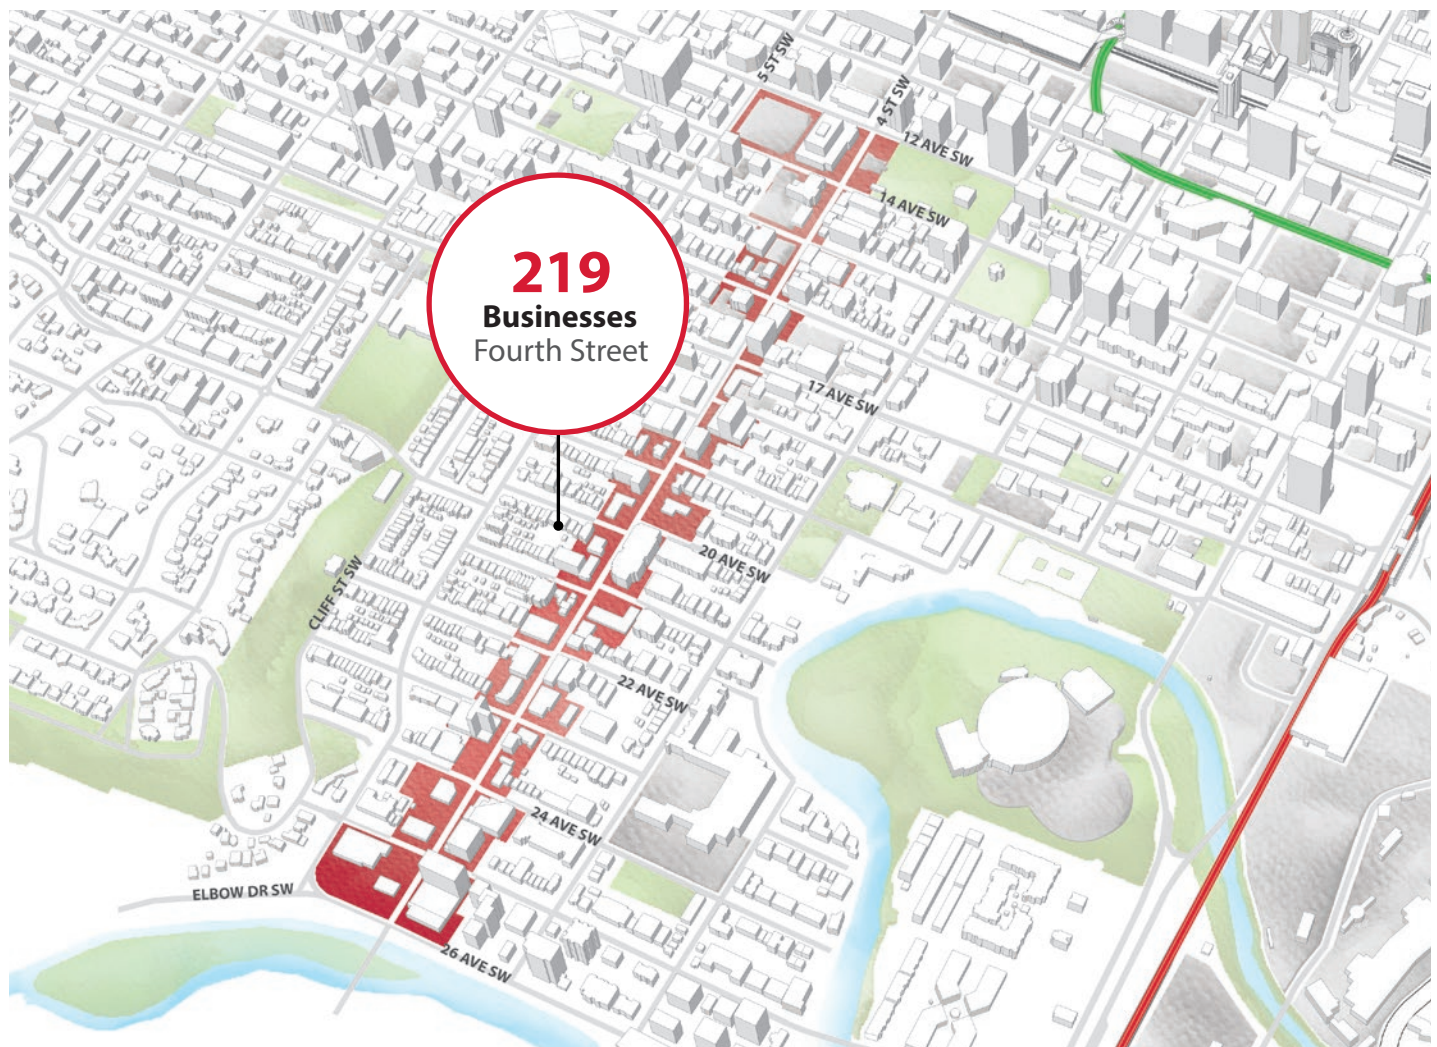 5 ST SW
4 ST SW
12 AVE SW
14 AVE SW
219
Businesses
Fourth Street
17 AVE SW
20 AVE SW
CLIFF ST SW
22 AVE SW
24 AVE SW
ELBOW DR SW
26 AVE SW